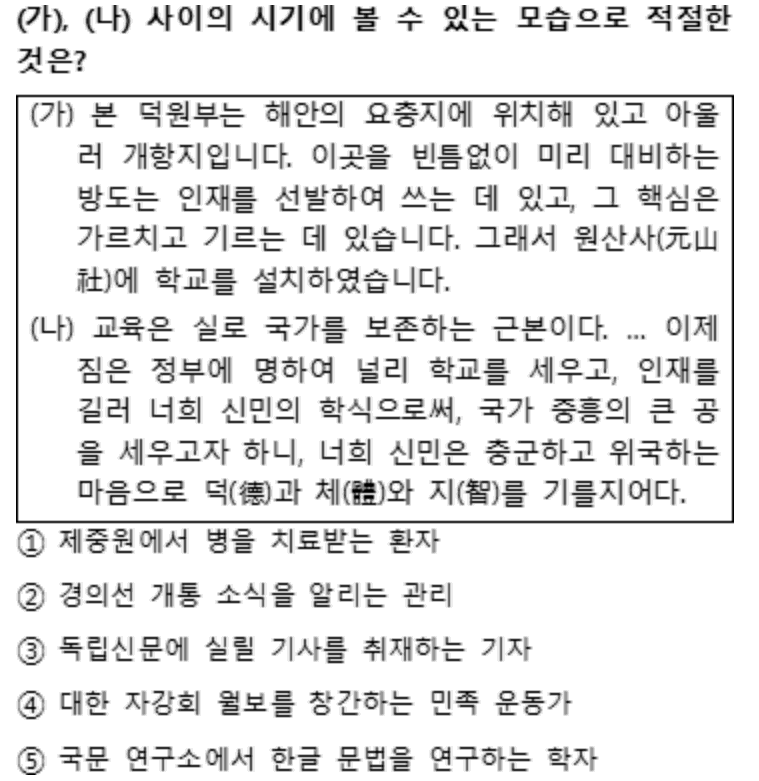 (가), (나) 사이의 시기에 볼 수 있는 모습으로 적절한
것은?
(가) 본 덕원부는 해안의 요충지에 위치해 있고 아울
러 개항지입니다. 이곳을 빈틈없이 미리 대비하는
방도는 인재를 선발하여 쓰는 데 있고, 그 핵심은
가르치고 기르는 데 있습니다. 그래서 원산사(元山
社)에 학교를 설치하였습니다.
(나) 교육은 실로 국가를 보존하는 근본이다. ... 이제
짐은 정부에 명하여 널리 학교를 세우고, 인재를
길러 너희 신민의 학식으로써, 국가 중흥의 큰 공
을 세우고자 하니, 너희 신민은 충군하고 위국하는
마음으로 덕(德)과 체(體)와 지(智)를 기를지어다.
① 제중원에서 병을 치료받는 환자
② 경의선 개통 소식을 알리는 관리
③ 독립신문에 실릴 기사를 취재하는 기자
④ 대한 자강회 월보를 창간하는 민족 운동가
⑤ 국문 연구소에서 한글 문법을 연구하는 학자